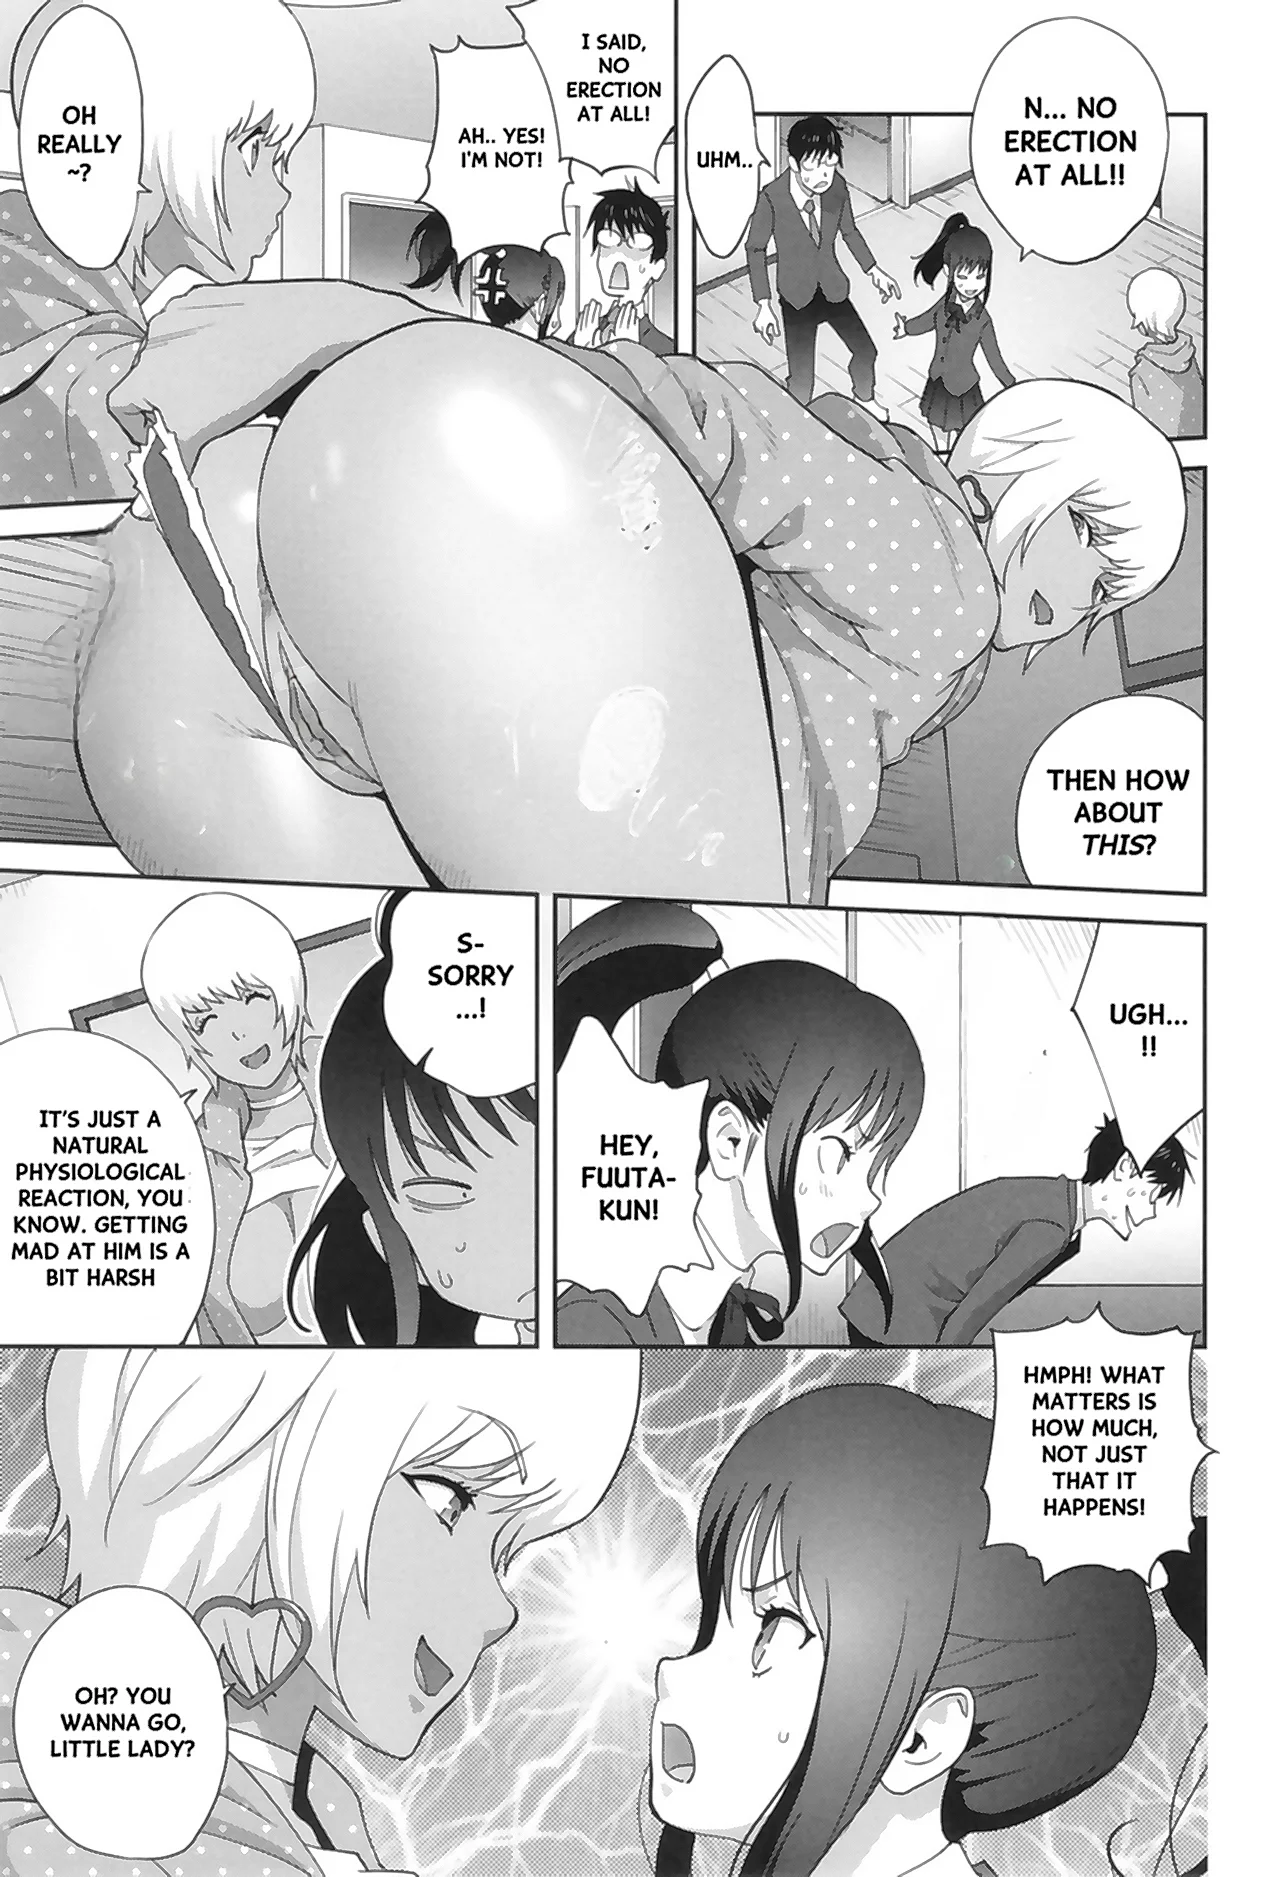 N... NO
ERECTION
AT ALL!!
UHM..
I SAID,
NO
ERECTION
AT ALL!
AH.. YES!
I'M NOT!
OH
REALLY
~?
THEN HOW
ABOUT
THIS?
UGH...
!!
HEY,
FUUTA-
KUN!
S-
SORRY
...!
IT'S JUST A
NATURAL
PHYSIOLOGICAL
REACTION, YOU
KNOW. GETTING
MAD AT HIM IS A
BIT HARSH
HMPH! WHAT
MATTERS IS
HOW MUCH,
NOT JUST
THAT IT
HAPPENS!
OH? YOU
WANNA GO,
LITTLE LADY?